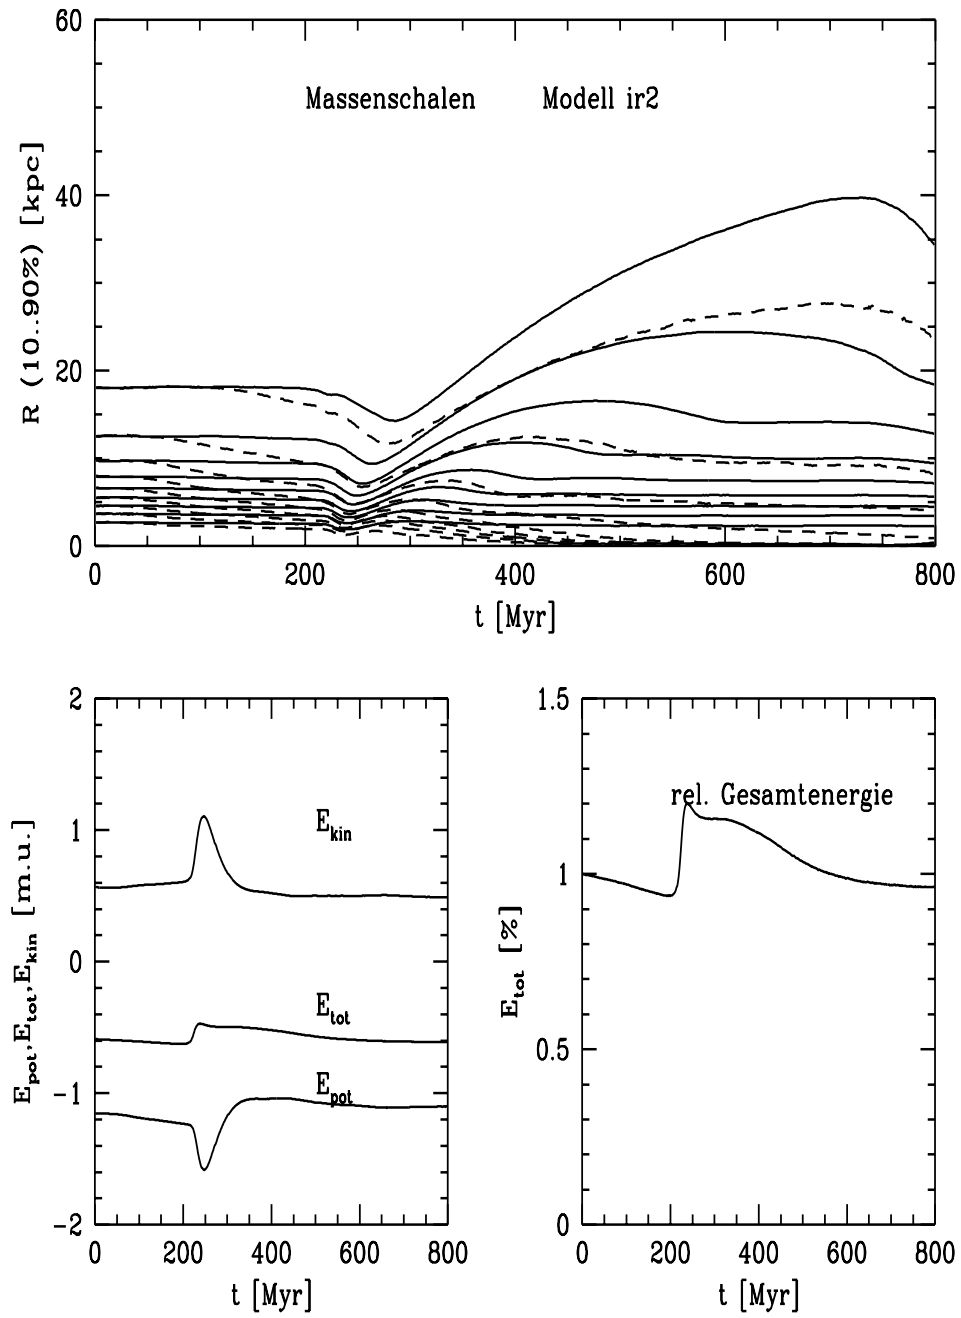 60
Massenschalen Modell ir2
R (10..90%) [kpc]
40
20
0
0 200 400 600 800
t [Myr]
2
1
0
−1
−2
E_kin
E_tot
E_pot
E_pot,E_tot,E_kin [m.u.]
0 200 400 600 800
t [Myr]
1.5
rel. Gesamtenergie
1
0.5
0
E_tot [%]
0 200 400 600 800
t [Myr]